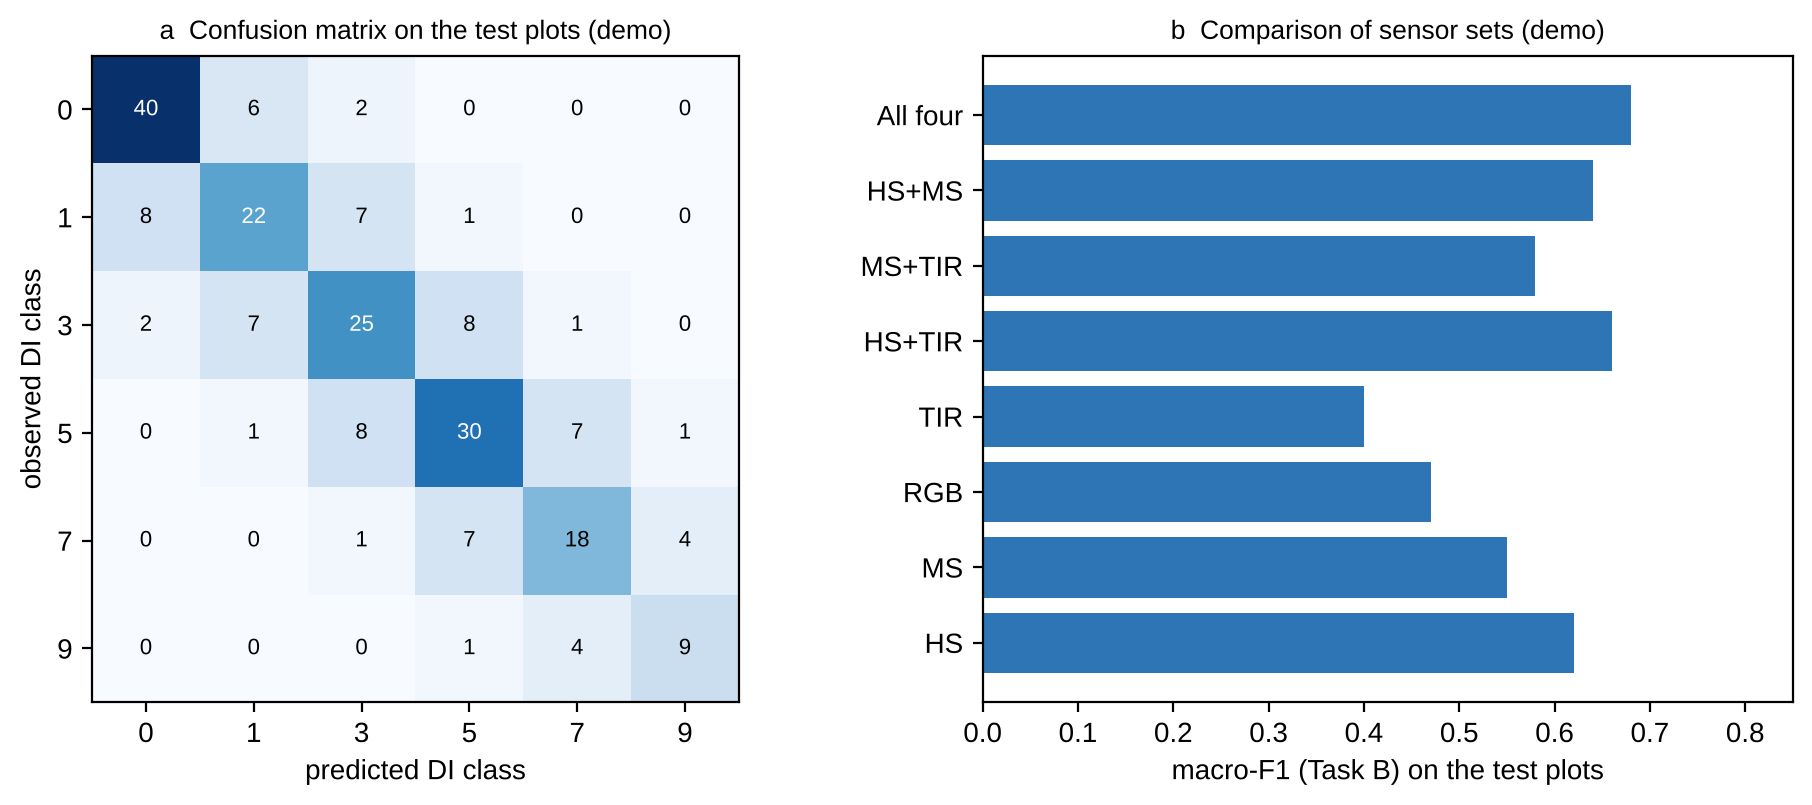 a  Confusion matrix on the test plots (demo)
0 40 6 2 0 0 0
1 8 22 7 1 0 0
3 2 7 25 8 1 0
5 0 1 8 30 7 1
7 0 0 1 7 18 4
9 0 0 0 1 4 9
0 1 3 5 7 9
predicted DI class
observed DI class
b  Comparison of sensor sets (demo)
All four
HS+MS
MS+TIR
HS+TIR
TIR
RGB
MS
HS
0.0 0.1 0.2 0.3 0.4 0.5 0.6 0.7 0.8
macro-F1 (Task B) on the test plots